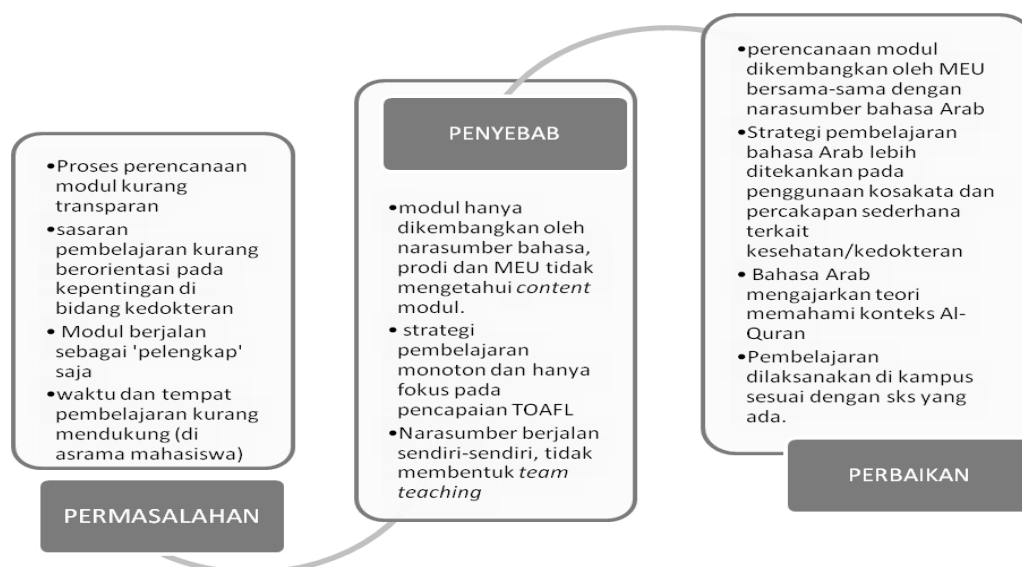 •Proses perencanaan
modul kurang
transparan
•sasaran
pembelajaran kurang
berorientasi pada
kepentingan di
bidang kedokteran
• Modul berjalan
sebagai 'pelengkap'
saja
•waktu dan tempat
pembelajaran kurang
mendukung (di
asrama mahasiswa)
PERMASALAHAN
PENYEBAB
•modul hanya
dikembangkan oleh
narasumber bahasa,
prodi dan MEU tidak
mengetahui content
modul.
• strategi
pembelajaran
monoton dan hanya
fokus pada
pencapaian TOAFL
•Narasumber berjalan
sendiri-sendiri, tidak
membentuk team
teaching
•perencanaan modul
dikembangkan oleh MEU
bersama-sama dengan
narasumber bahasa Arab
•Strategi pembelajaran
bahasa Arab lebih
ditekankan pada
penggunaan kosakata dan
percakapan sederhana
terkait
kesehatan/kedokteran
• Bahasa Arab
mengajarkan teori
memahami konteks Al-
Quran
•Pembelajaran
dilaksanakan di kampus
sesuai dengan sks yang
ada.
PERBAIKAN